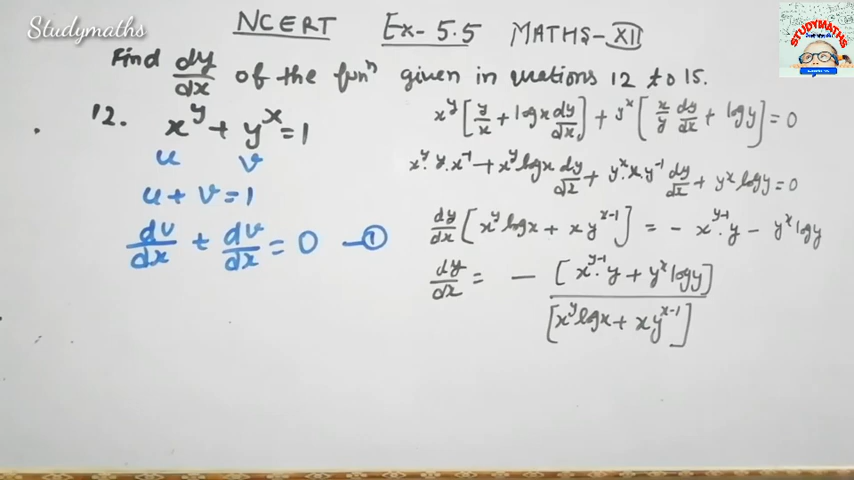 Studymaths
NCERT Ex-5.5 MATHS-XII
STUDYMATHS
Find dy/dx of the funⁿ given in questions 12 to 15.
12. x^y + y^x = 1
u v
u + v = 1
du/dx + dv/dx = 0 —①
x^y [y/x + log x dy/dx] + y^x [x/y dy/dx + log y] = 0
x^y . y . x^-1 + x^y log x dy/dx + y^x . x . y^-1 dy/dx + y^x log y = 0
dy/dx [x^y log x + x y^x-1] = - x^y-1 . y - y^x log y
dy/dx = - [x^y-1 . y + y^x log y] / [x^y log x + x y^x-1]